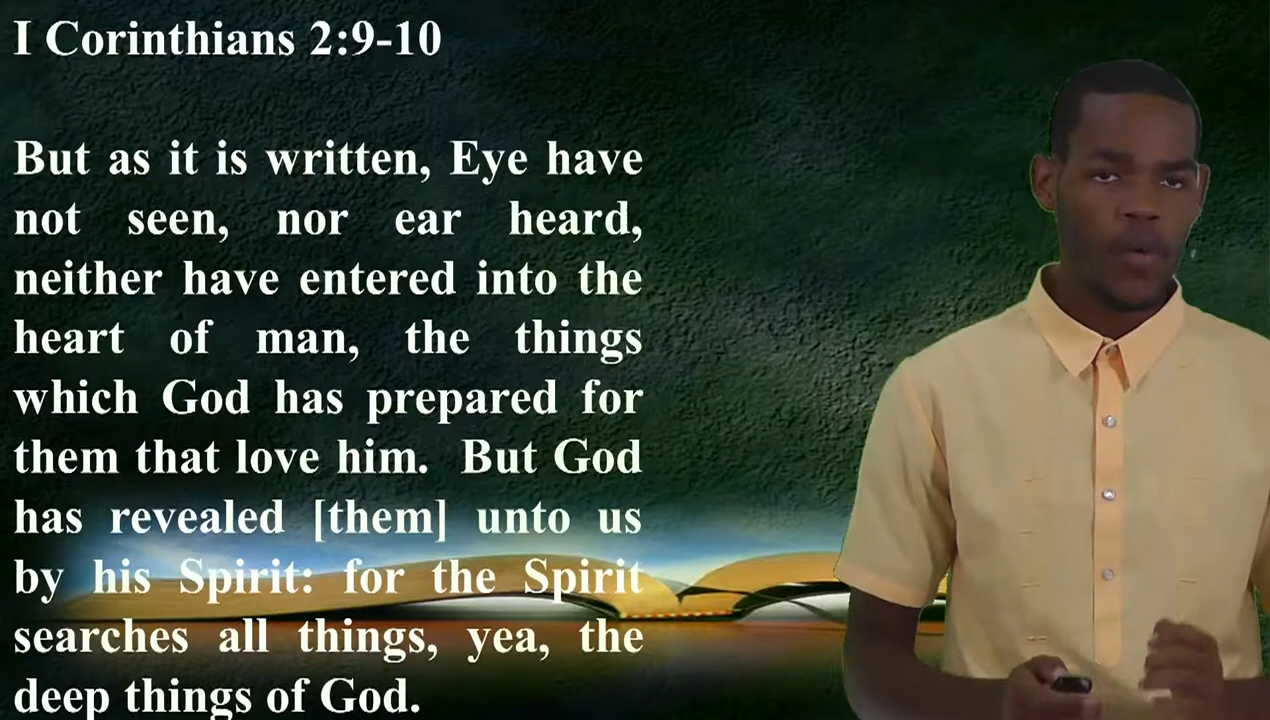 I Corinthians 2:9-10
But as it is written, Eye have
not seen, nor ear heard,
neither have entered into the
heart of man, the things
which God has prepared for
them that love him. But God
has revealed [them] unto us
by his Spirit: for the Spirit
searches all things, yea, the
deep things of God.